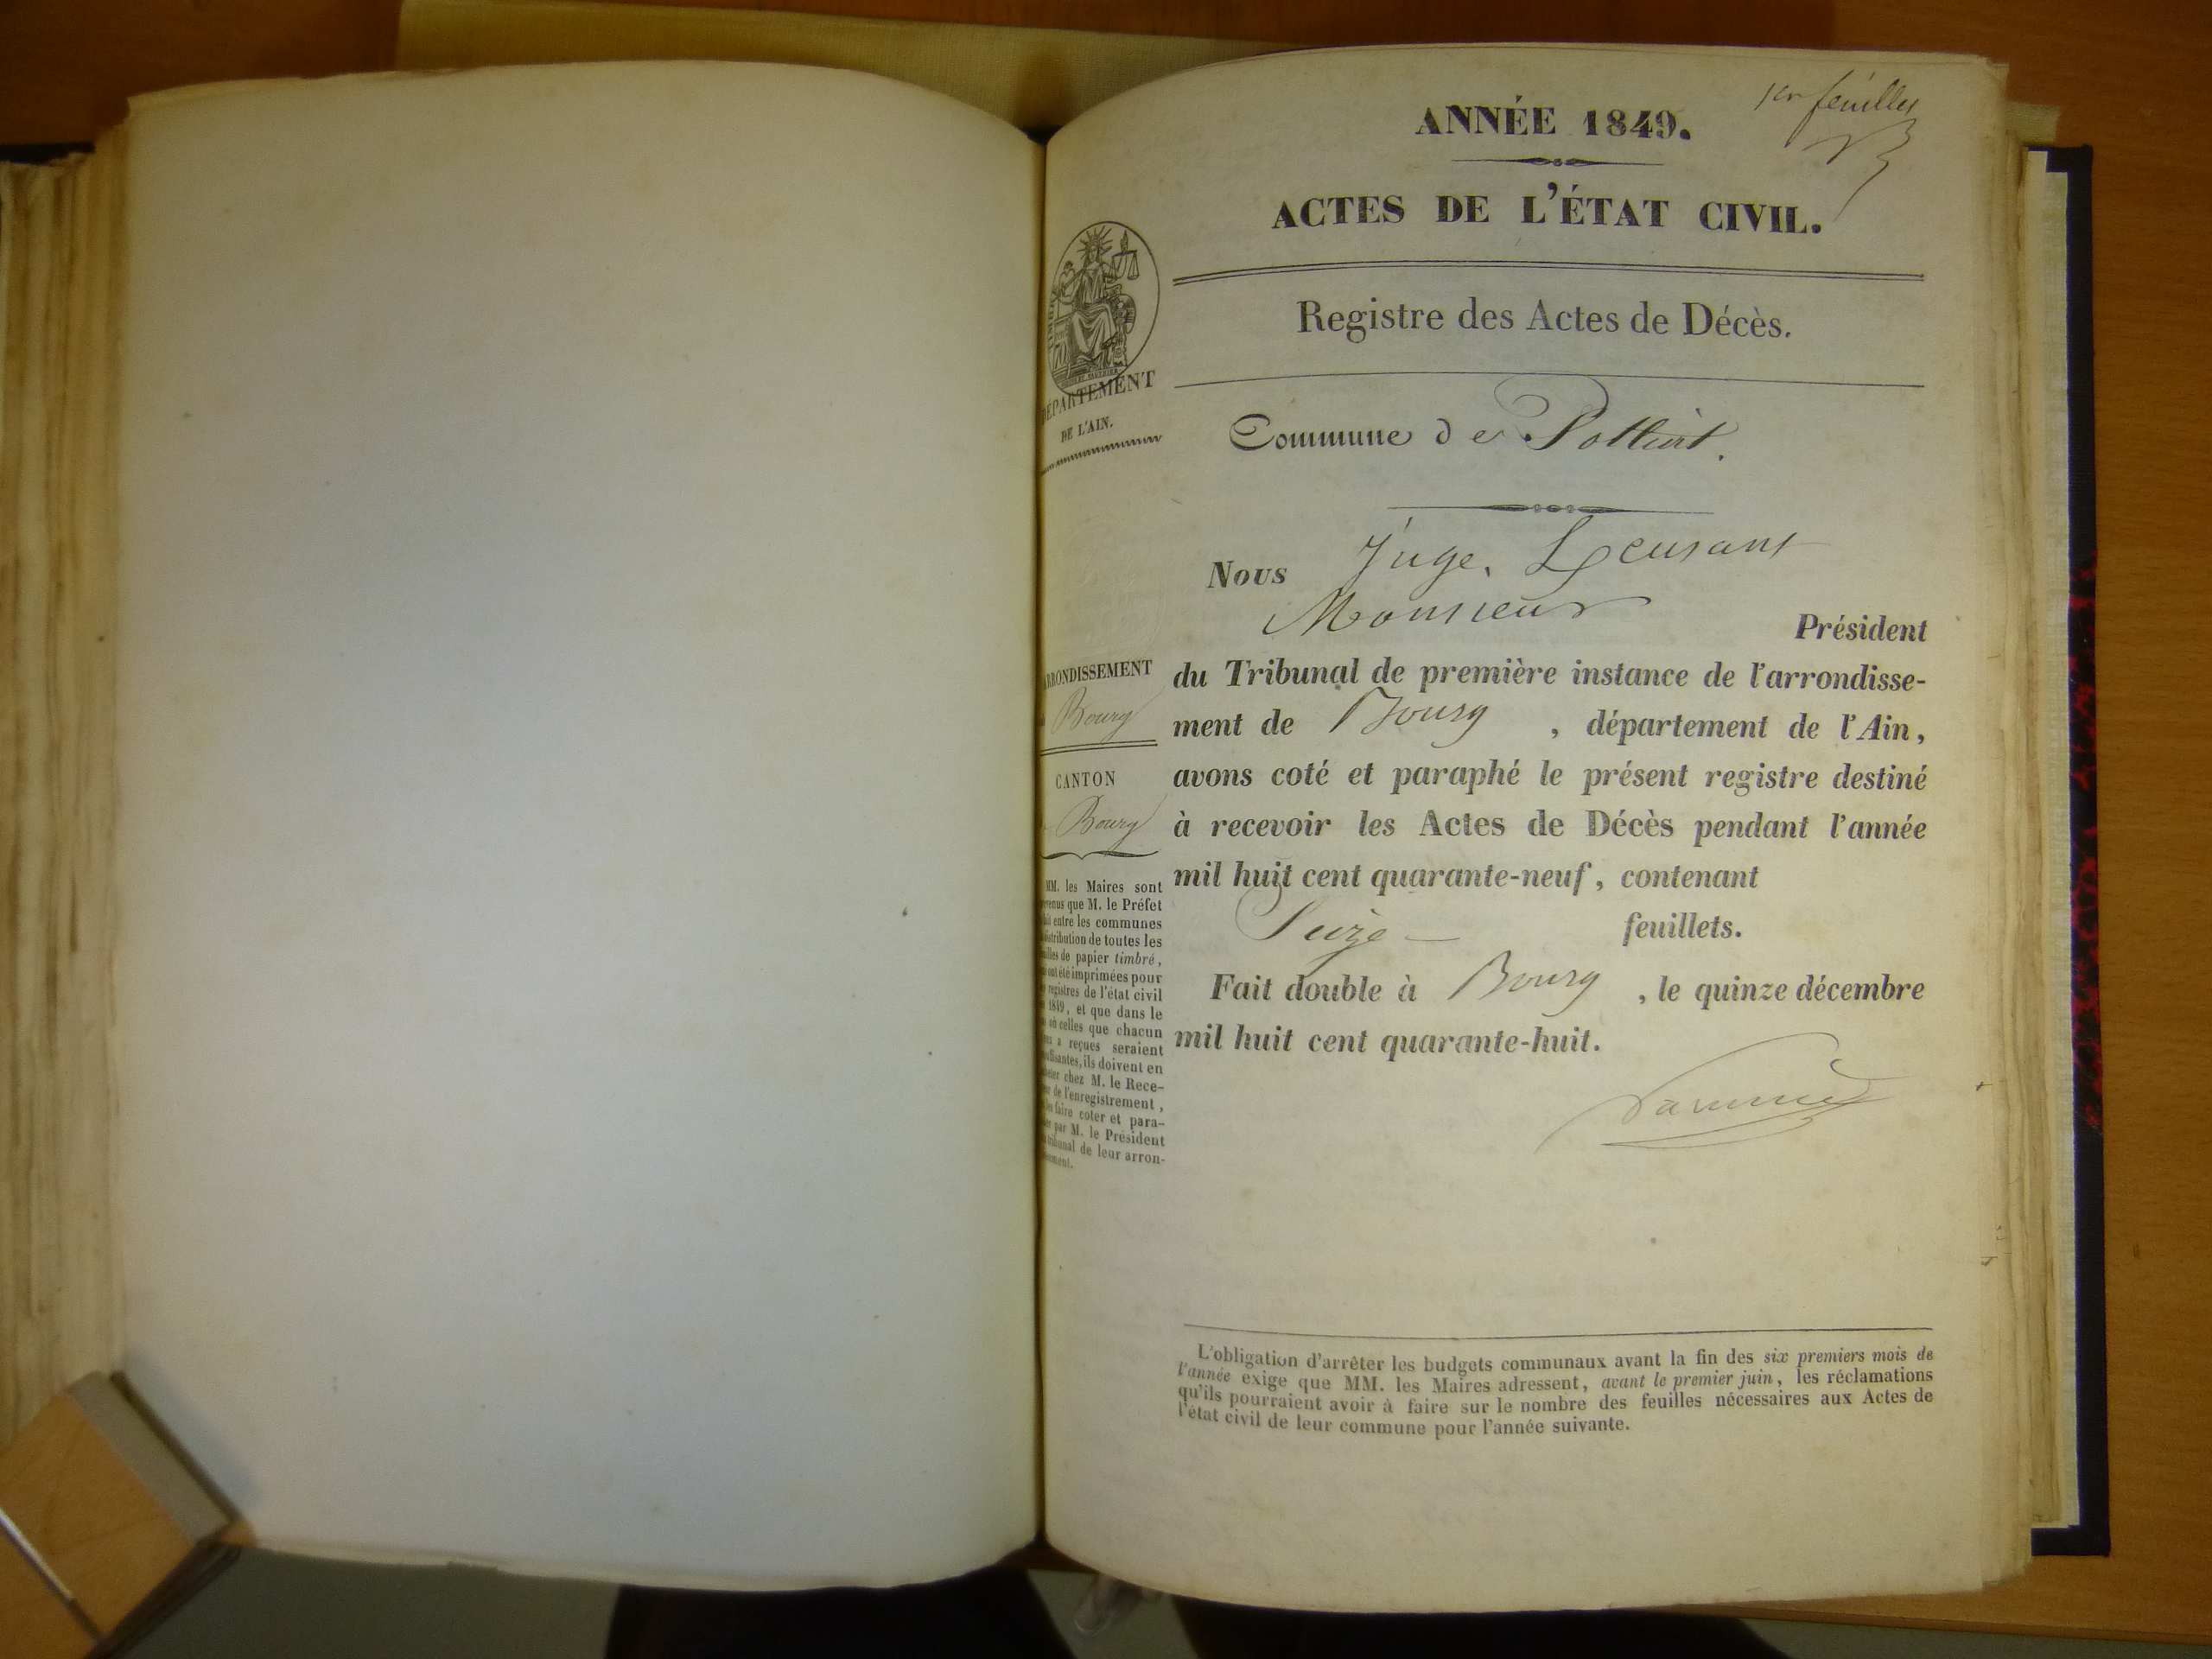 1er feuillet
ANNÉE 1849.
ACTES DE L'ÉTAT CIVIL.
Registre des Actes de Décès.
DÉPARTEMENT
DE L'AIN.
Commune de Polliat.
Nous Juge,
Monsieur
Président
du Tribunal de première instance de l'arrondisse-
ment de Bourg, département de l'Ain,
avons coté et paraphé le présent registre destiné
à recevoir les Actes de Décès pendant l'année
mil huit cent quarante-neuf, contenant
Seize feuillets.
Fait double à Bourg, le quinze décembre
mil huit cent quarante-huit.
ARRONDISSEMENT
Bourg
CANTON
Bourg
MM. les Maires sont
venus que M. le Préfet
fait entre les communes
distribution de toutes les
feuilles de papier timbré,
ont été imprimées pour
registres de l'état civil
1849, et que dans le
où celles que chacun
a reçues seraient
insuffisantes, ils doivent en
acheter chez M. le Rece-
de l'enregistrement,
les faire coter et para-
par M. le Président
tribunal de leur arron-
L'obligation d'arrêter les budgets communaux avant la fin des six premiers mois de
l'année exige que MM. les Maires adressent, avant le premier juin, les réclamations
qu'ils pourraient avoir à faire sur le nombre des feuilles nécessaires aux Actes de
l'état civil de leur commune pour l'année suivante.